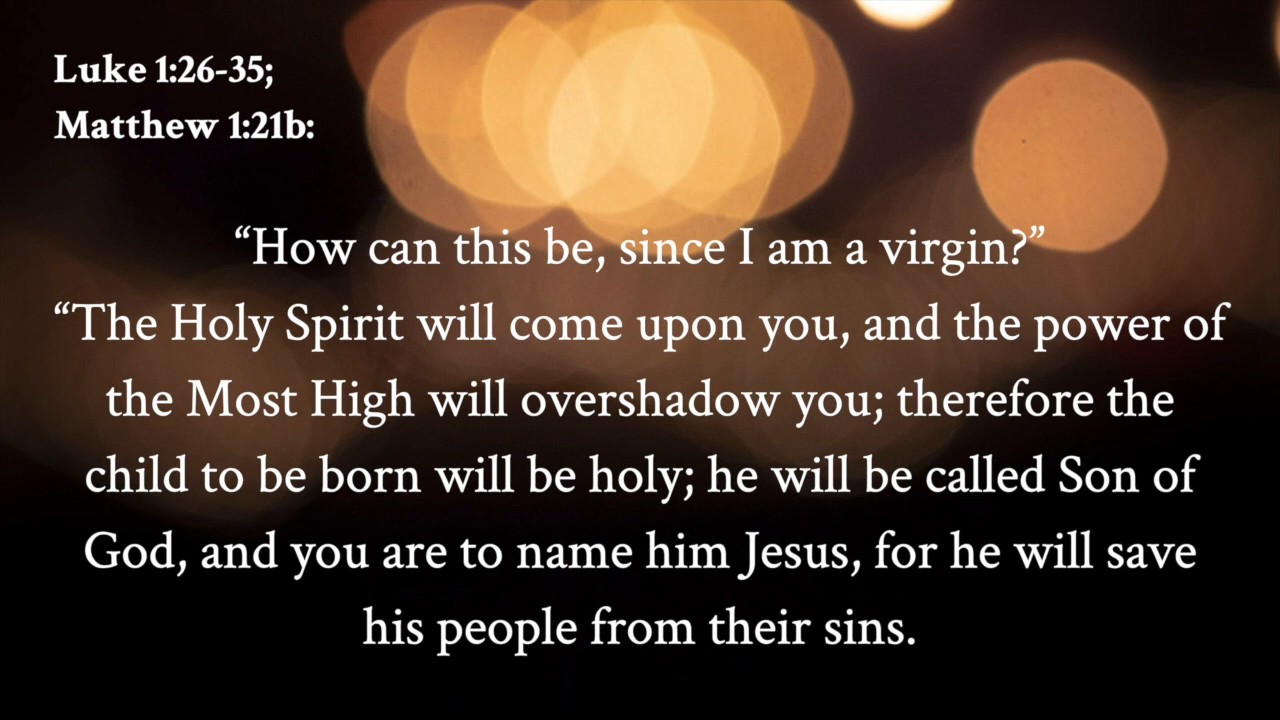 Luke 1:26-35;
Matthew 1:21b:
“How can this be, since I am a virgin?”
“The Holy Spirit will come upon you, and the power of
the Most High will overshadow you; therefore the
child to be born will be holy; he will be called Son of
God, and you are to name him Jesus, for he will save
his people from their sins.